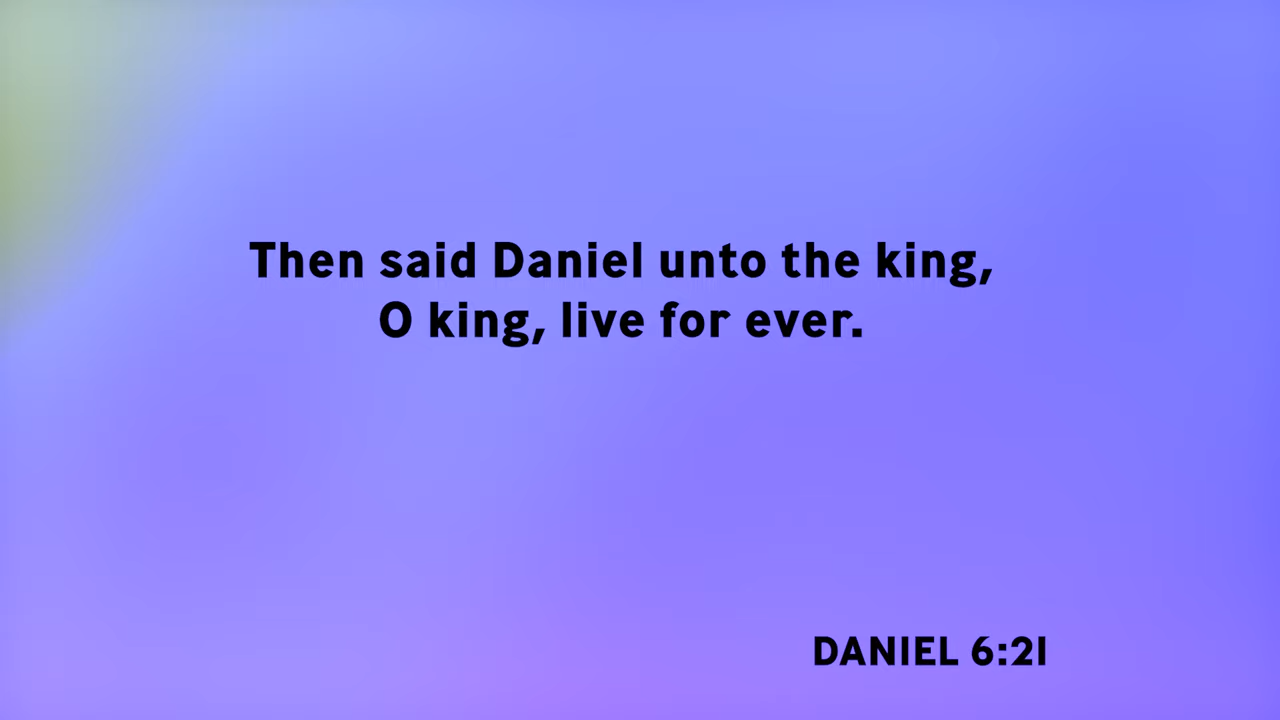 Then said Daniel unto the king,
O king, live for ever.
DANIEL 6:21